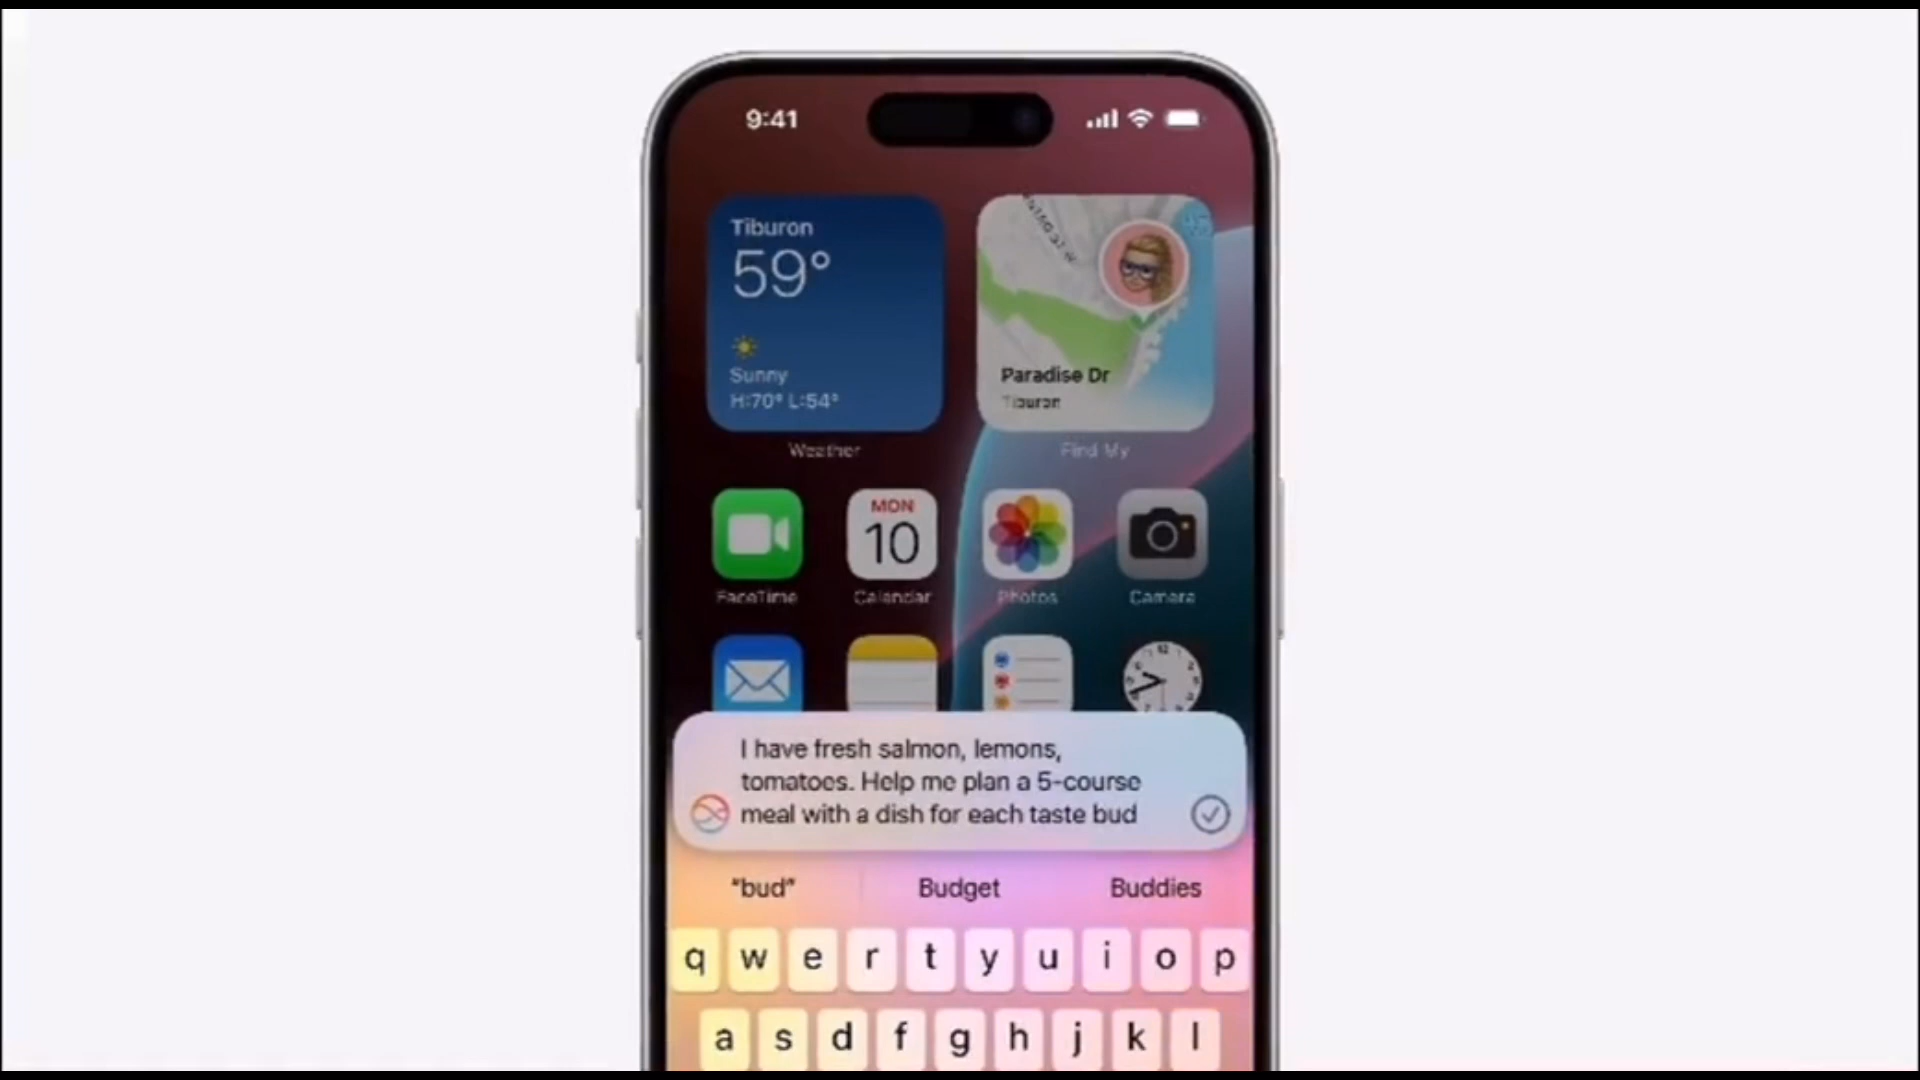 9:41
Tiburon
59°
Sunny
H:70° L:54°
Weather
Paradise Dr
Tiburon
Find My
MON
10
FaceTime
Calendar
Photos
Camera
I have fresh salmon, lemons,
tomatoes. Help me plan a 5-course
meal with a dish for each taste bud
“bud” Budget Buddies
q w e r t y u i o p
a s d f g h j k l